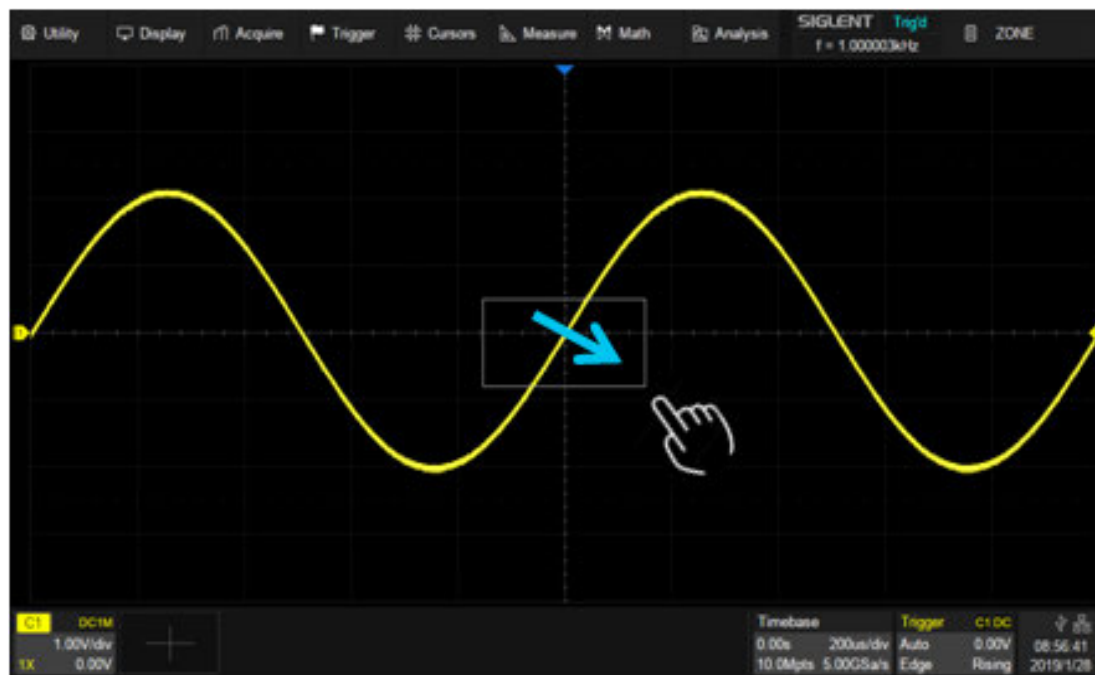 Utility Display Acquire Trigger Cursors Measure Math Analysis SIGLENT Trig'd ZONE
f = 1.000003kHz
C1 DC1M
1.00V/div
1X 0.00V
Timebase
0.00s 200us/div
10.0Mpts 5.00GSa/s
Trigger C1 DC
Auto 0.00V
Edge Rising
08:56:41
2019/1/28